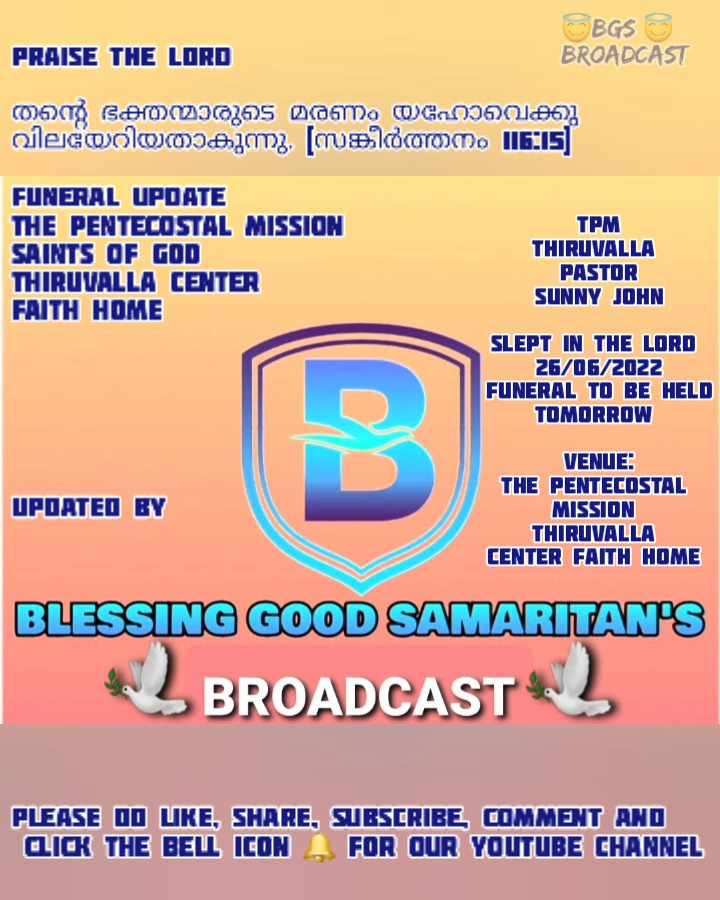 😇BGS 😇
BROADCAST
PRAISE THE LORD
തന്റെ ഭക്തന്മാരുടെ മരണം യഹോവെക്കു
വിലയേറിയതാകുന്നു. [സങ്കീർത്തനം 116:15]
FUNERAL UPDATE
THE PENTECOSTAL MISSION
SAINTS OF GOD
THIRUVALLA CENTER
FAITH HOME
TPM
THIRUVALLA
PASTOR
SUNNY JOHN
SLEPT IN THE LORD
26/06/2022
FUNERAL TO BE HELD
TOMORROW
VENUE:
THE PENTECOSTAL
MISSION
THIRUVALLA
CENTER FAITH HOME
UPDATED BY
B
BLESSING GOOD SAMARITAN'S
BROADCAST
PLEASE DO LIKE, SHARE, SUBSCRIBE, COMMENT AND
CLICK THE BELL ICON 🔔 FOR OUR YOUTUBE CHANNEL